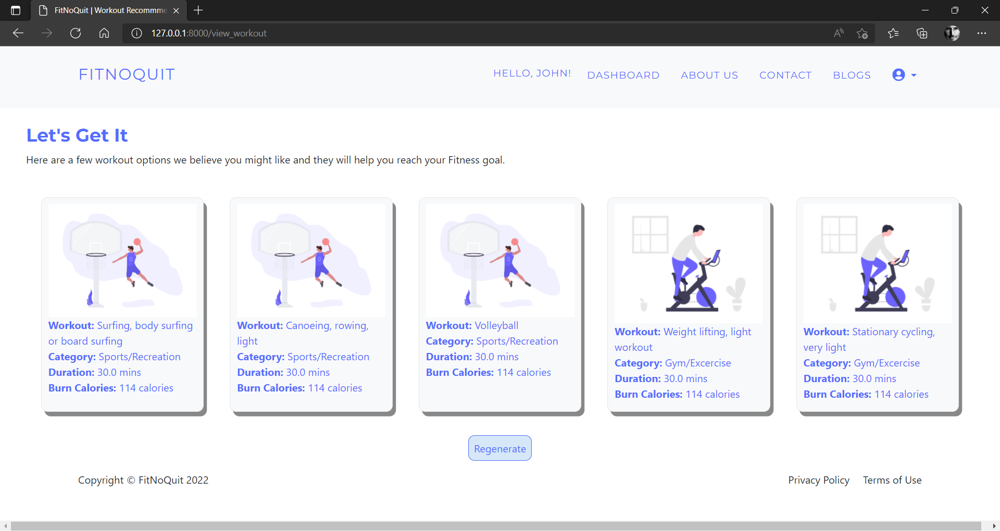 FitNoQuit | Workout Recommme
127.0.0.1:8000/view_workout
FITNOQUIT
HELLO, JOHN!
DASHBOARD
ABOUT US
CONTACT
BLOGS
Let's Get It
Here are a few workout options we believe you might like and they will help you reach your Fitness goal.
Workout: Surfing, body surfing
or board surfing
Category: Sports/Recreation
Duration: 30.0 mins
Burn Calories: 114 calories
Workout: Canoeing, rowing,
light
Category: Sports/Recreation
Duration: 30.0 mins
Burn Calories: 114 calories
Workout: Volleyball
Category: Sports/Recreation
Duration: 30.0 mins
Burn Calories: 114 calories
Workout: Weight lifting, light
workout
Category: Gym/Excercise
Duration: 30.0 mins
Burn Calories: 114 calories
Workout: Stationary cycling,
very light
Category: Gym/Excercise
Duration: 30.0 mins
Burn Calories: 114 calories
Regenerate
Copyright © FitNoQuit 2022
Privacy Policy
Terms of Use